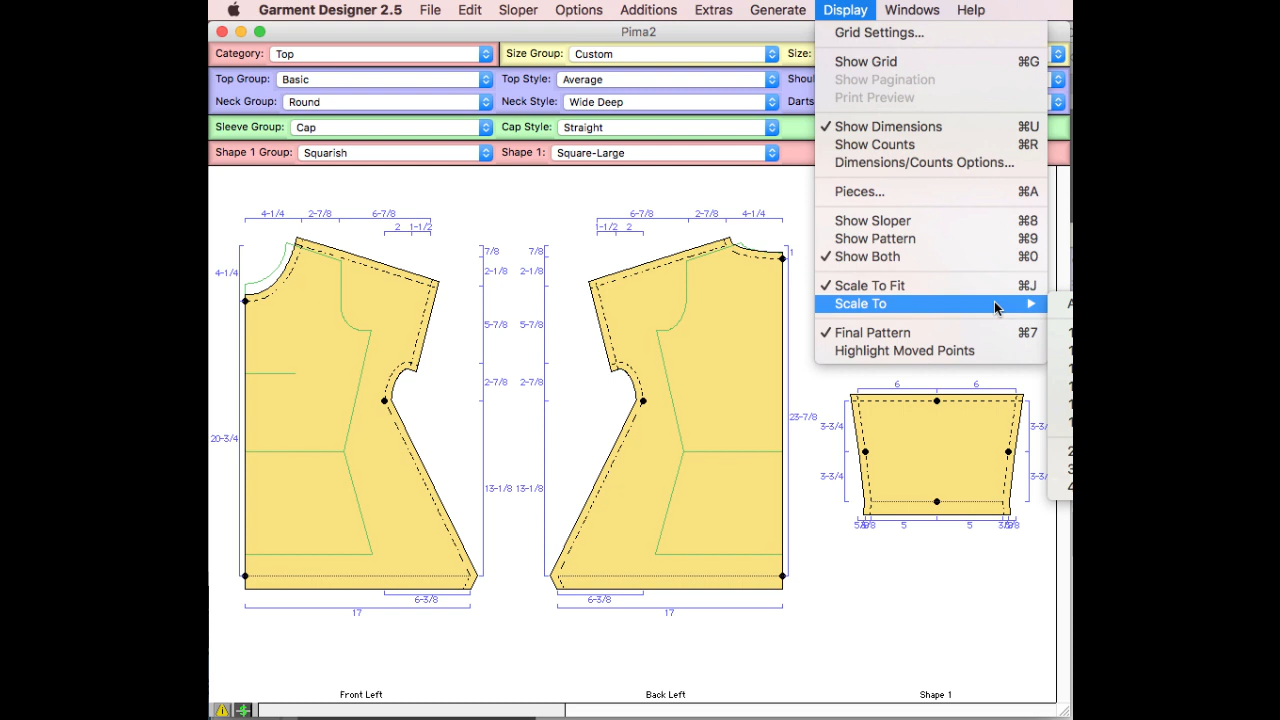 Garment Designer 2.5 File Edit Sloper Options Additions Extras Generate Display Windows Help
Pima2
Category: Top Size Group: Custom Size:
Top Group: Basic Top Style: Average Shou
Neck Group: Round Neck Style: Wide Deep Darts
Sleeve Group: Cap Cap Style: Straight
Shape 1 Group: Squarish Shape 1: Square-Large
Grid Settings...
Show Grid ⌘G
Show Pagination
Print Preview
✓ Show Dimensions ⌘U
Show Counts ⌘R
Dimensions/Counts Options...
Pieces... ⌘A
Show Sloper ⌘8
Show Pattern ⌘9
✓ Show Both ⌘0
✓ Scale To Fit ⌘J
Scale To
✓ Final Pattern ⌘7
Highlight Moved Points
4-1/4 2-7/8 6-7/8
2 1-1/2
4-1/4
20-3/4
7/8
2-1/8
5-7/8
2-7/8
13-1/8
6-3/8
17
6-7/8 2-7/8 4-1/4
1-1/2 2
7/8
2-1/8
5-7/8
2-7/8
13-1/8
1
23-7/8
6-3/8
17
6 6
3-3/4
3-3/4
3-3/4
3-3/4
5 5
Front Left Back Left Shape 1